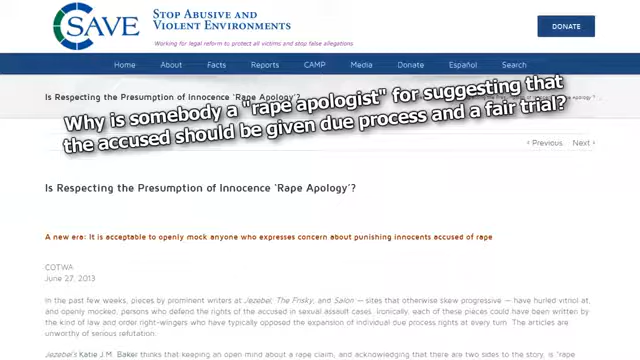 SAVE
STOP ABUSIVE AND
VIOLENT ENVIRONMENTS
Working for legal reform to protect all victims and stop false allegations
DONATE
Home About Facts Reports CAMP Media Donate Español Search
Is Respecting the Presumption of Innocence ‘Rape Apology’?
Why is somebody a "rape apologist" for suggesting that
the accused should be given due process and a fair trial?
‹ Previous Next ›
Is Respecting the Presumption of Innocence ‘Rape Apology’?
A new era: It is acceptable to openly mock anyone who expresses concern about punishing innocents accused of rape
COTWA
June 27, 2013
In the past few weeks, pieces by prominent writers at Jezebel, The Frisky, and Salon — sites that otherwise skew progressive — have hurled vitriol at,
and openly mocked, persons who defend the rights of the accused in sexual assault cases. Ironically, each of these pieces could have been written
by the kind of law and order right-wingers who have typically opposed the expansion of individual due process rights at every turn. The articles are
unworthy of serious refutation.
Jezebel’s Katie J.M. Baker thinks that keeping an open mind about a rape claim, and acknowledging that there are two sides to the story, is “rape